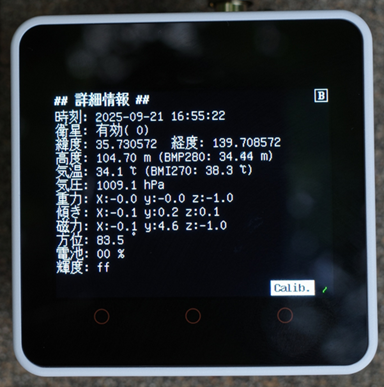 ## 詳細情報 ##
B
時刻: 2025-09-21 16:55:22
衛星: 有効( 0)
緯度: 35.730572 経度: 139.708572
高度: 104.70 m (BMP280: 34.44 m)
気温: 34.1 ℃ (BMI270: 38.3 ℃)
気圧: 1009.1 hPa
重力: X:-0.0 y:-0.0 z:-1.0
傾き: X:-0.1 y:0.2 z:0.1
磁力: X:-0.1 y:4.6 z:-1.0
方位: 83.5°
電池: 00 %
輝度: ff
Calib.